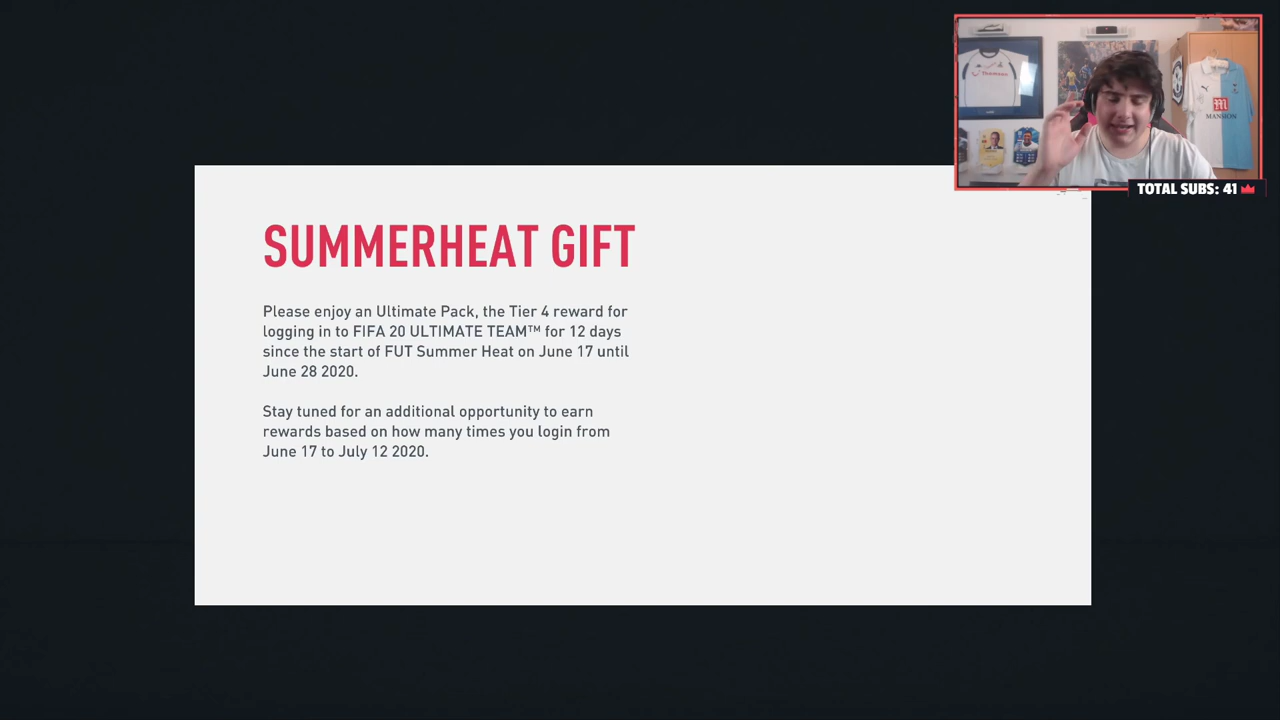 TOTAL SUBS: 41
Thomson
MANSION
SUMMERHEAT GIFT
Please enjoy an Ultimate Pack, the Tier 4 reward for
logging in to FIFA 20 ULTIMATE TEAM™ for 12 days
since the start of FUT Summer Heat on June 17 until
June 28 2020.
Stay tuned for an additional opportunity to earn
rewards based on how many times you login from
June 17 to July 12 2020.